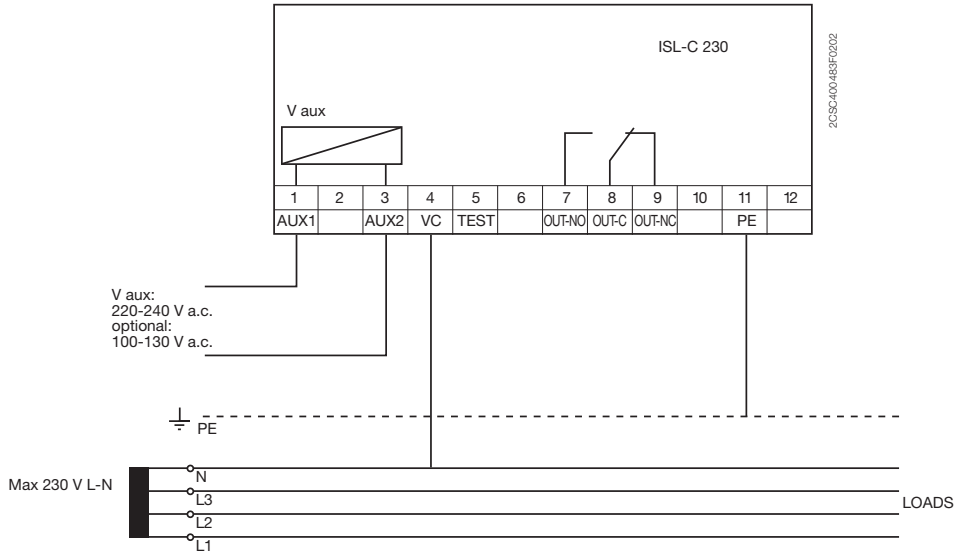 ISL-C 230
2CSC400483F0202
V aux
1 2 3 4 5 6 7 8 9 10 11 12
AUX1 AUX2 VC TEST OUT-NO OUT-C OUT-NC PE
V aux:
220-240 V a.c.
optional:
100-130 V a.c.
PE
Max 230 V L-N
N
L3
L2
L1
LOADS